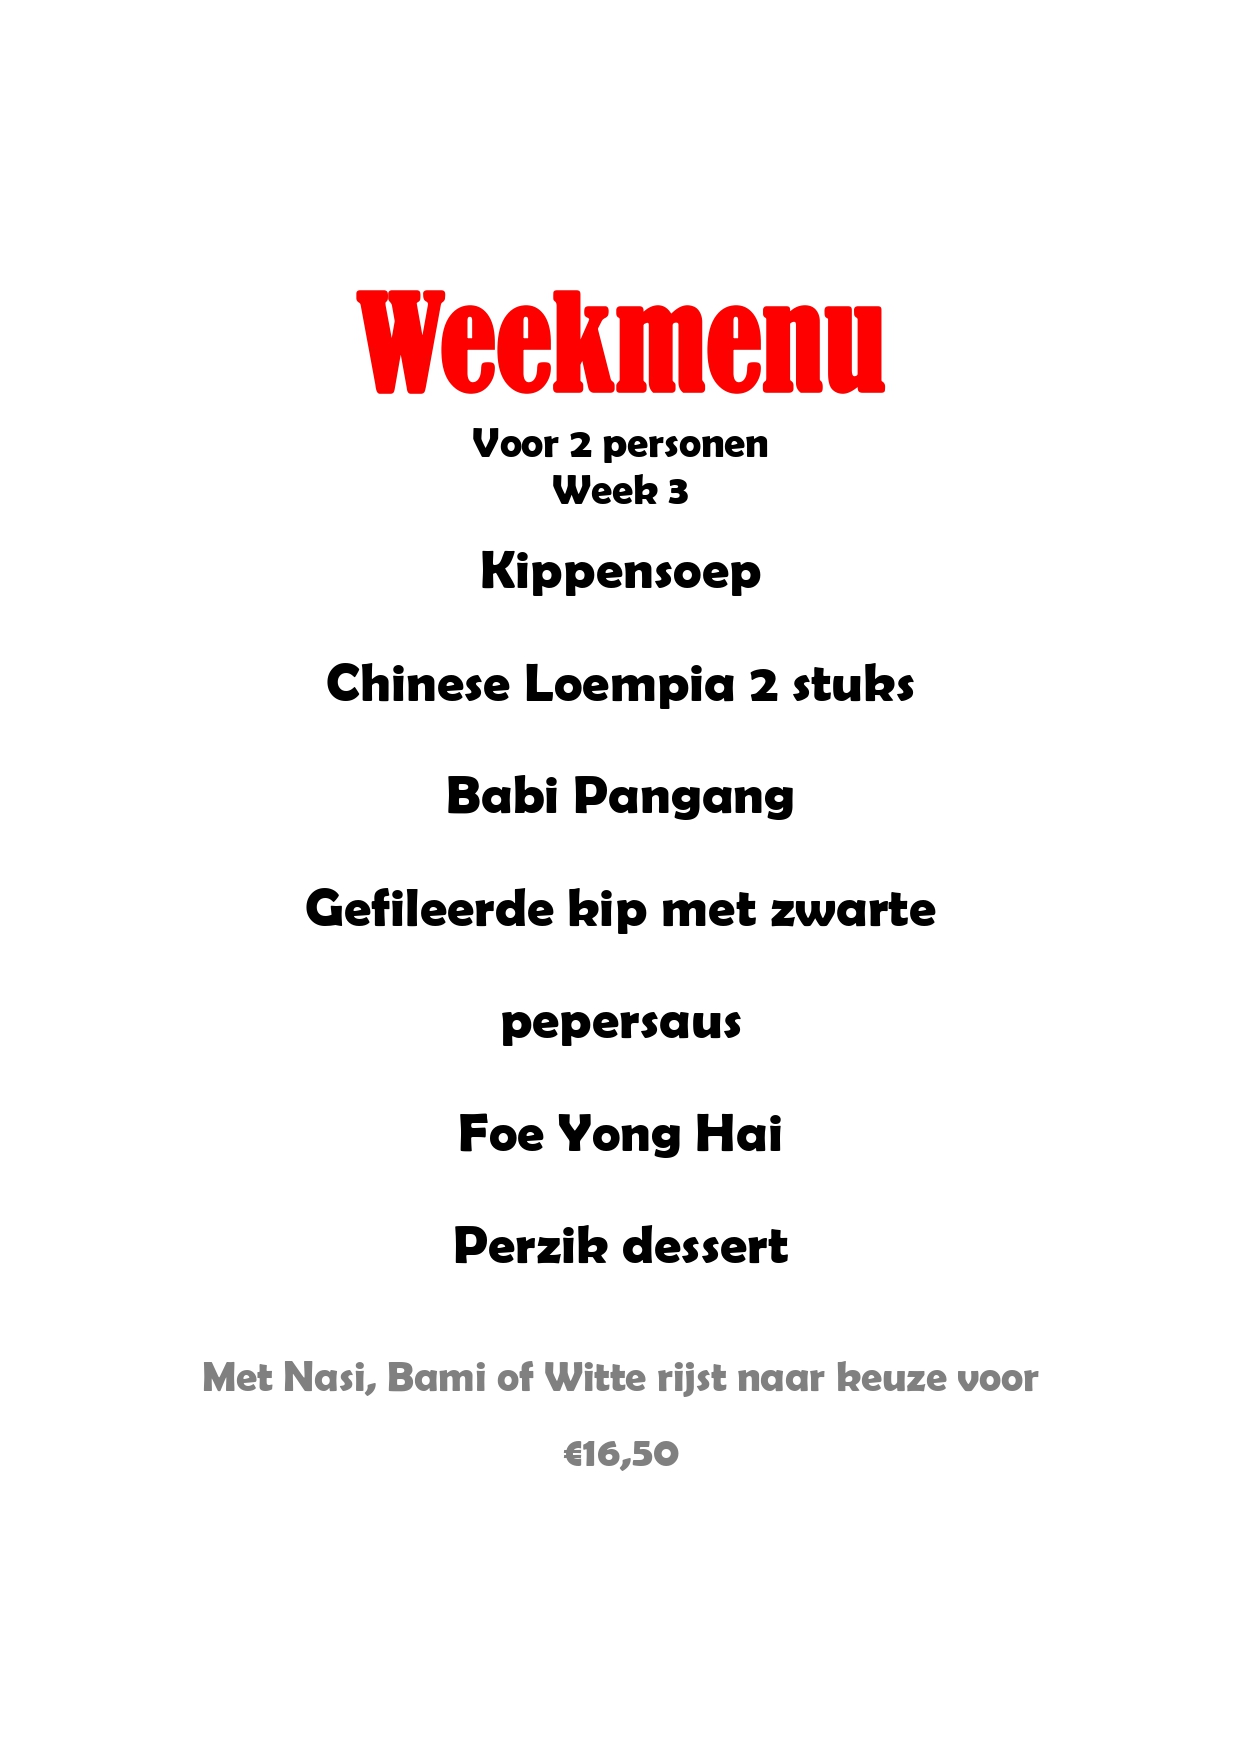 Weekmenu
Voor 2 personen
Week 3
Kippensoep
Chinese Loempia 2 stuks
Babi Pangang
Gefileerde kip met zwarte
pepersaus
Foe Yong Hai
Perzik dessert
Met Nasi, Bami of Witte rijst naar keuze voor
€16,50